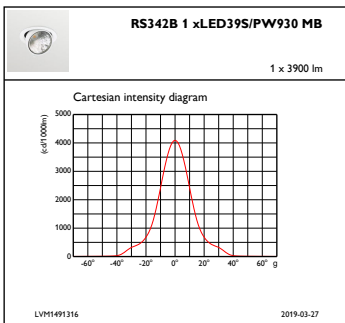 RS342B 1 xLED39S/PW930 MB
1 x 3900 lm
Cartesian intensity diagram
(cd/1000lm)
5000
4000
3000
2000
1000
0
-60° -40° -20° 0° 20° 40° 60° g
LVM1491316 2019-03-27